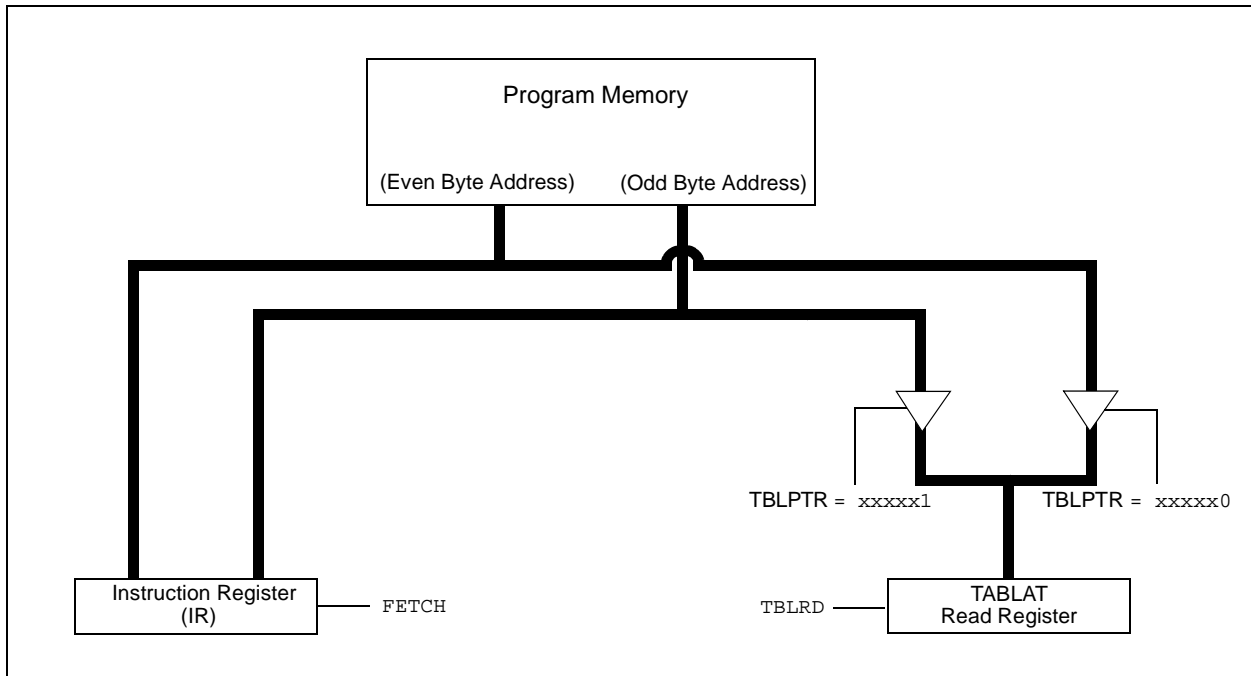 Program Memory
(Even Byte Address) (Odd Byte Address)
TBLPTR = xxxxx1
TBLPTR = xxxxx0
Instruction Register
(IR)
FETCH
TBLRD
TABLAT
Read Register